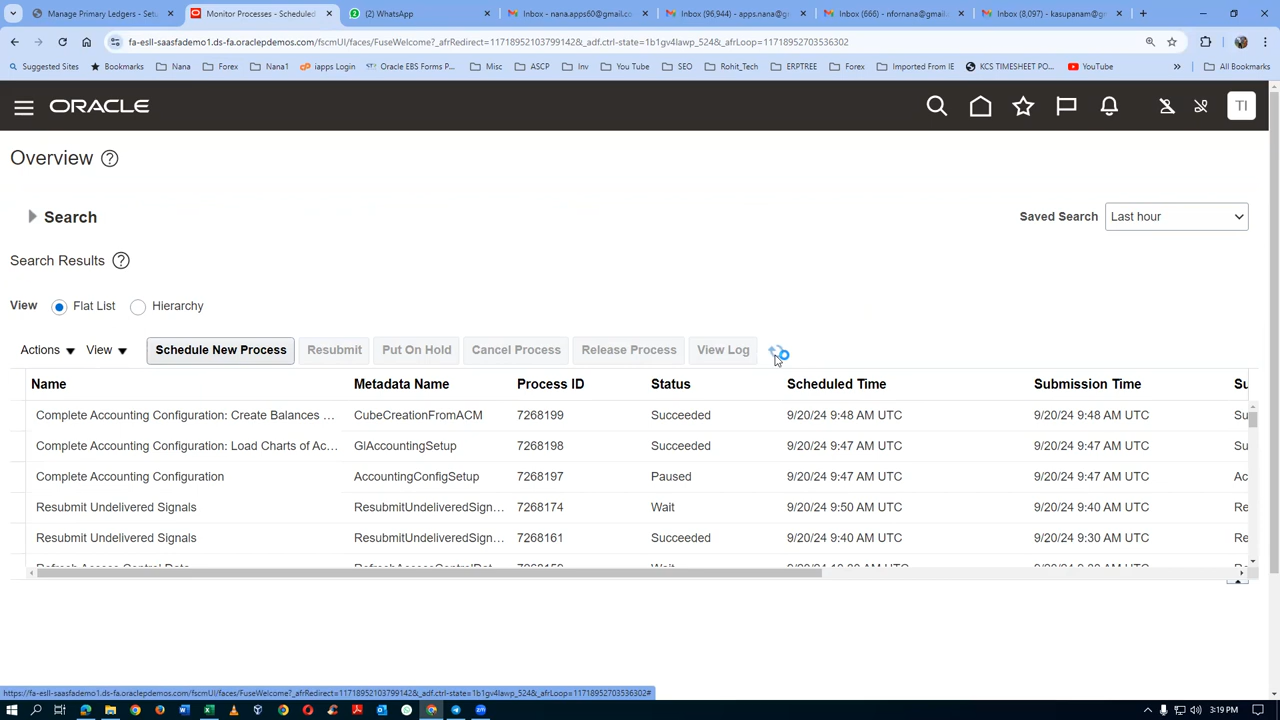 Manage Primary Ledgers - Setu
Monitor Processes - Scheduled
(2) WhatsApp
Inbox - nana.apps60@gmail.co
Inbox (96,944) - apps.nana@g
Inbox (666) - nfornana@gmail.
Inbox (8,097) - kasupanam@g
fa-esll-saasfademo1.ds-fa.oraclepdemos.com/fscmUI/faces/FuseWelcome?_afrRedirect=11718952103799142&_adf.ctrl-state=1b1gv4lawp_524&_afrLoop=11718952703536302
Suggested Sites
Bookmarks
Nana
Forex
Nana1
iapps Login
Oracle EBS Forms P...
Misc
ASCP
Inv
You Tube
SEO
Rohit_Tech
ERPTREE
Forex
Imported From IE
KCS TIMESHEET PO...
YouTube
All Bookmarks
ORACLE
TI
Overview
Search
Saved Search
Last hour
Search Results
View
Flat List
Hierarchy
Actions
View
Schedule New Process
Resubmit
Put On Hold
Cancel Process
Release Process
View Log
Name Metadata Name Process ID Status Scheduled Time Submission Time Su
Complete Accounting Configuration: Create Balances ... CubeCreationFromACM 7268199 Succeeded 9/20/24 9:48 AM UTC 9/20/24 9:48 AM UTC Su
Complete Accounting Configuration: Load Charts of Ac... GlAccountingSetup 7268198 Succeeded 9/20/24 9:47 AM UTC 9/20/24 9:47 AM UTC Su
Complete Accounting Configuration AccountingConfigSetup 7268197 Paused 9/20/24 9:47 AM UTC 9/20/24 9:47 AM UTC Ac
Resubmit Undelivered Signals ResubmitUndeliveredSign... 7268174 Wait 9/20/24 9:50 AM UTC 9/20/24 9:40 AM UTC Re
Resubmit Undelivered Signals ResubmitUndeliveredSign... 7268161 Succeeded 9/20/24 9:40 AM UTC 9/20/24 9:30 AM UTC Re
https://fa-esll-saasfademo1.ds-fa.oraclepdemos.com/fscmUI/faces/FuseWelcome?_afrRedirect=11718952103799142&_adf.ctrl-state=1b1gv4lawp_524&_afrLoop=11718952703536302#
3:19 PM